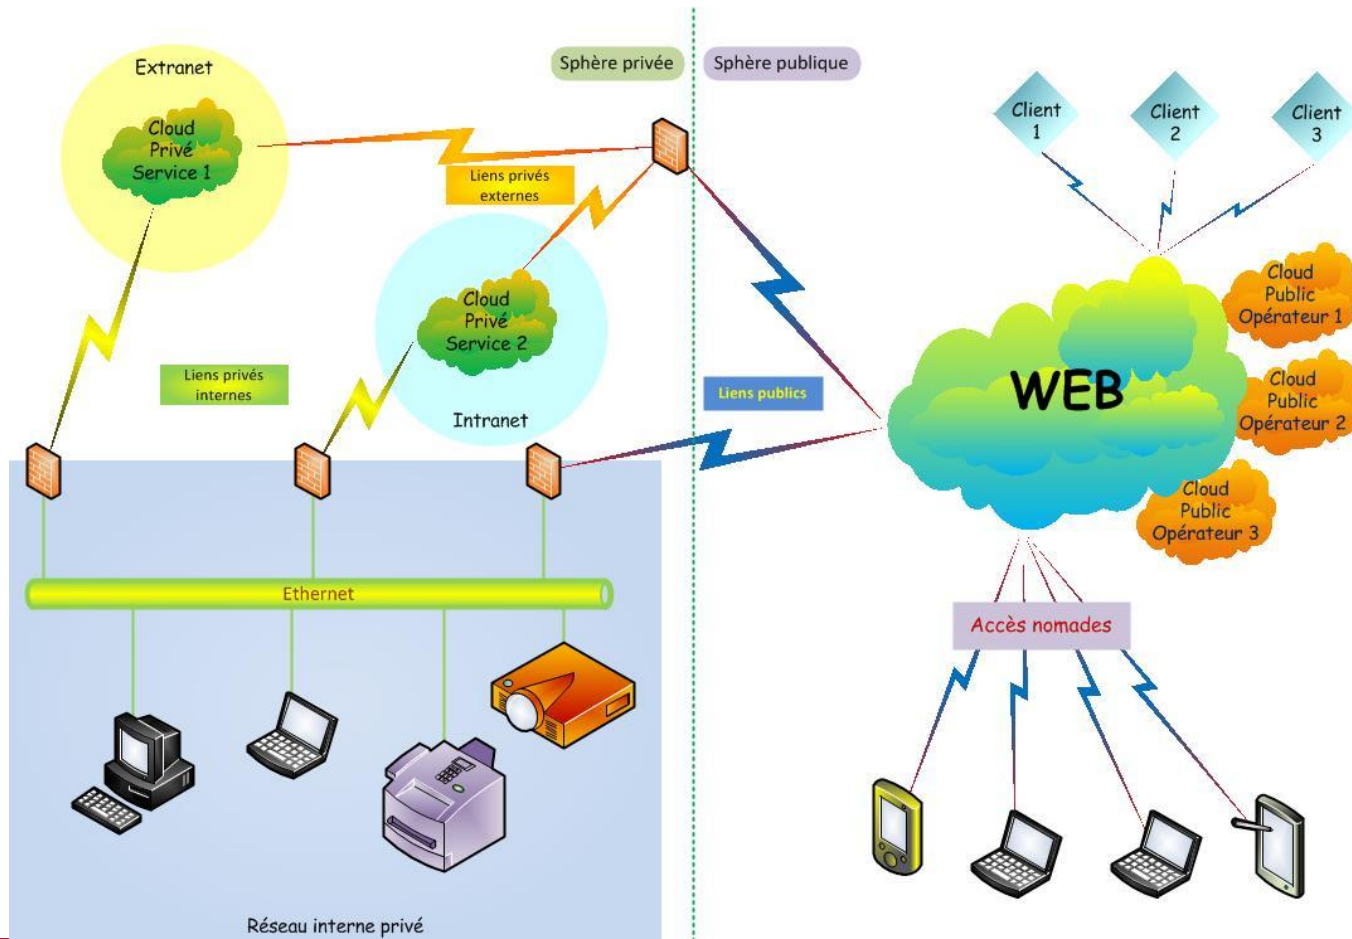 Extranet
Cloud
Privé
Service 1
Sphère privée
Sphère publique
Client
1
Client
2
Client
3
Liens privés
externes
Cloud
Privé
Service 2
Liens privés
internes
Intranet
Liens publics
WEB
Cloud
Public
Opérateur 1
Cloud
Public
Opérateur 2
Cloud
Public
Opérateur 3
Ethernet
Accès nomades
Réseau interne privé